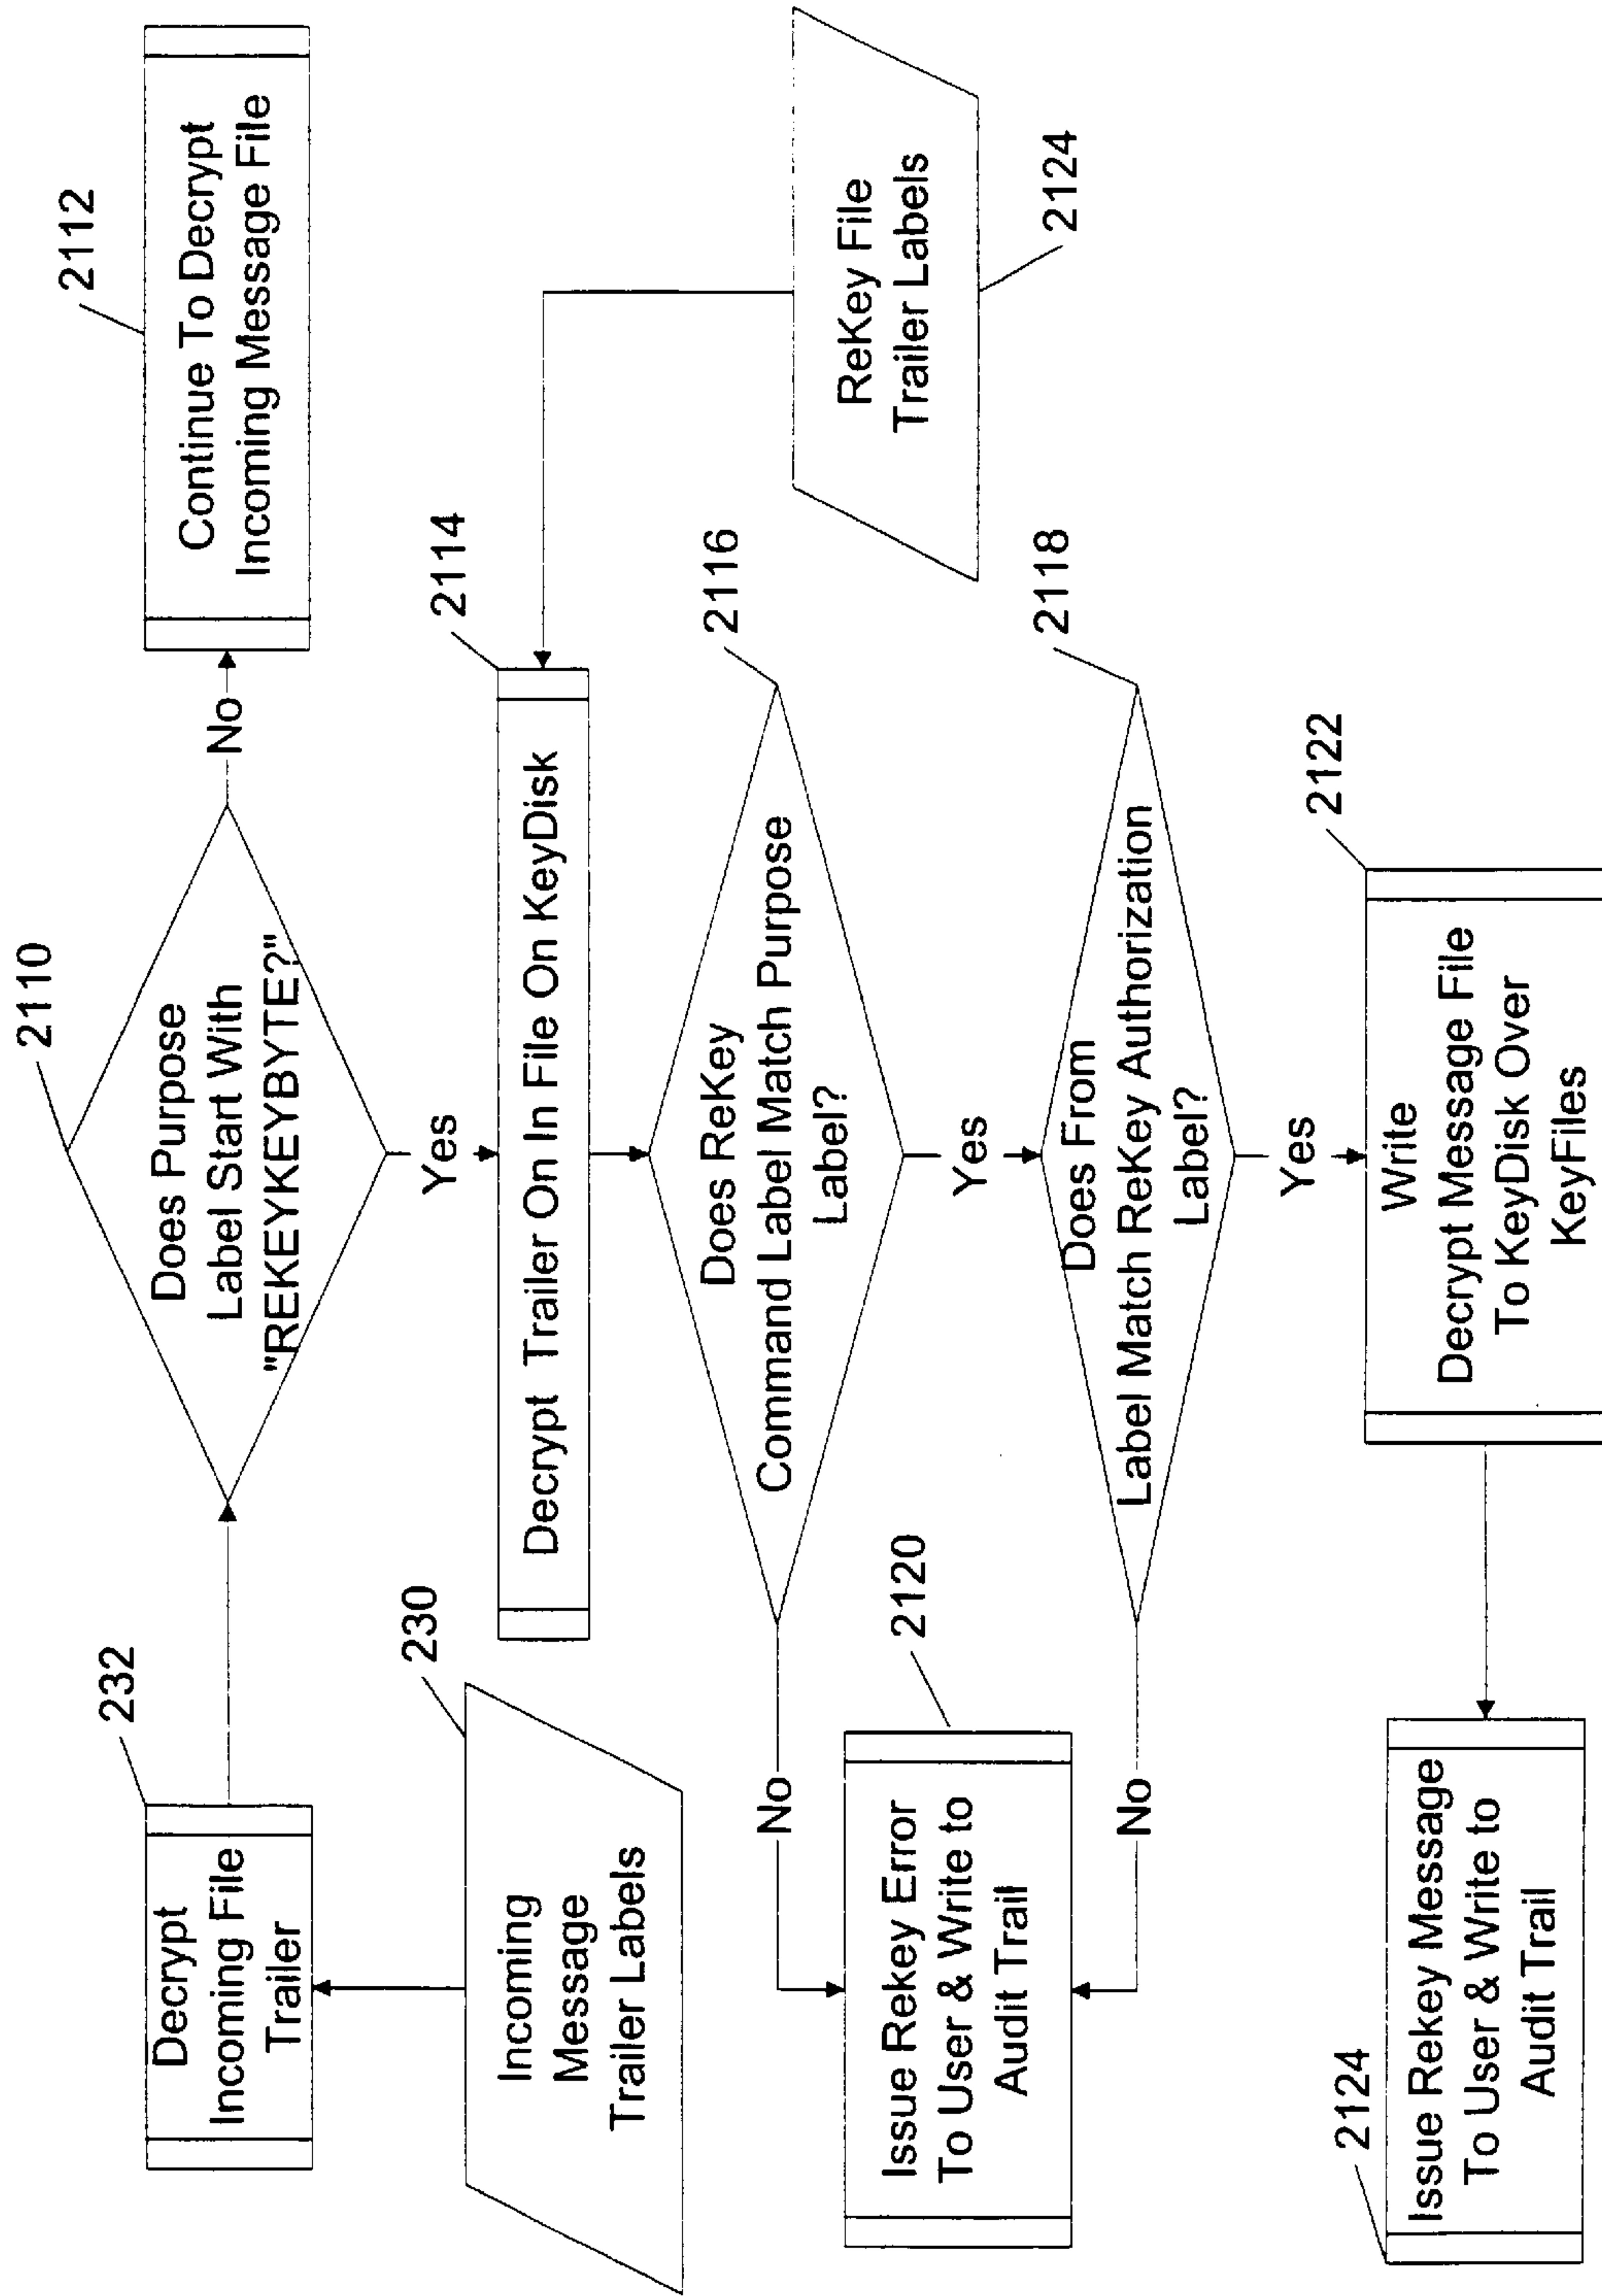 232
Decrypt
Incoming File
Trailer
2110
Does Purpose
Label Start With
"REKEYKEYBYTE?"
No
2112
Continue To Decrypt
Incoming Message File
230
Incoming
Message
Trailer Labels
Yes
2114
Decrypt Trailer On In File On KeyDisk
ReKey File
Trailer Labels
2124
2116
Does ReKey
Command Label Match Purpose
Label?
No
Yes
2120
Issue Rekey Error
To User & Write to
Audit Trail
2118
Does From
Label Match ReKey Authorization
Label?
No
Yes
2122
Write
Decrypt Message File
To KeyDisk Over
KeyFiles
2124
Issue Rekey Message
To User & Write to
Audit Trail